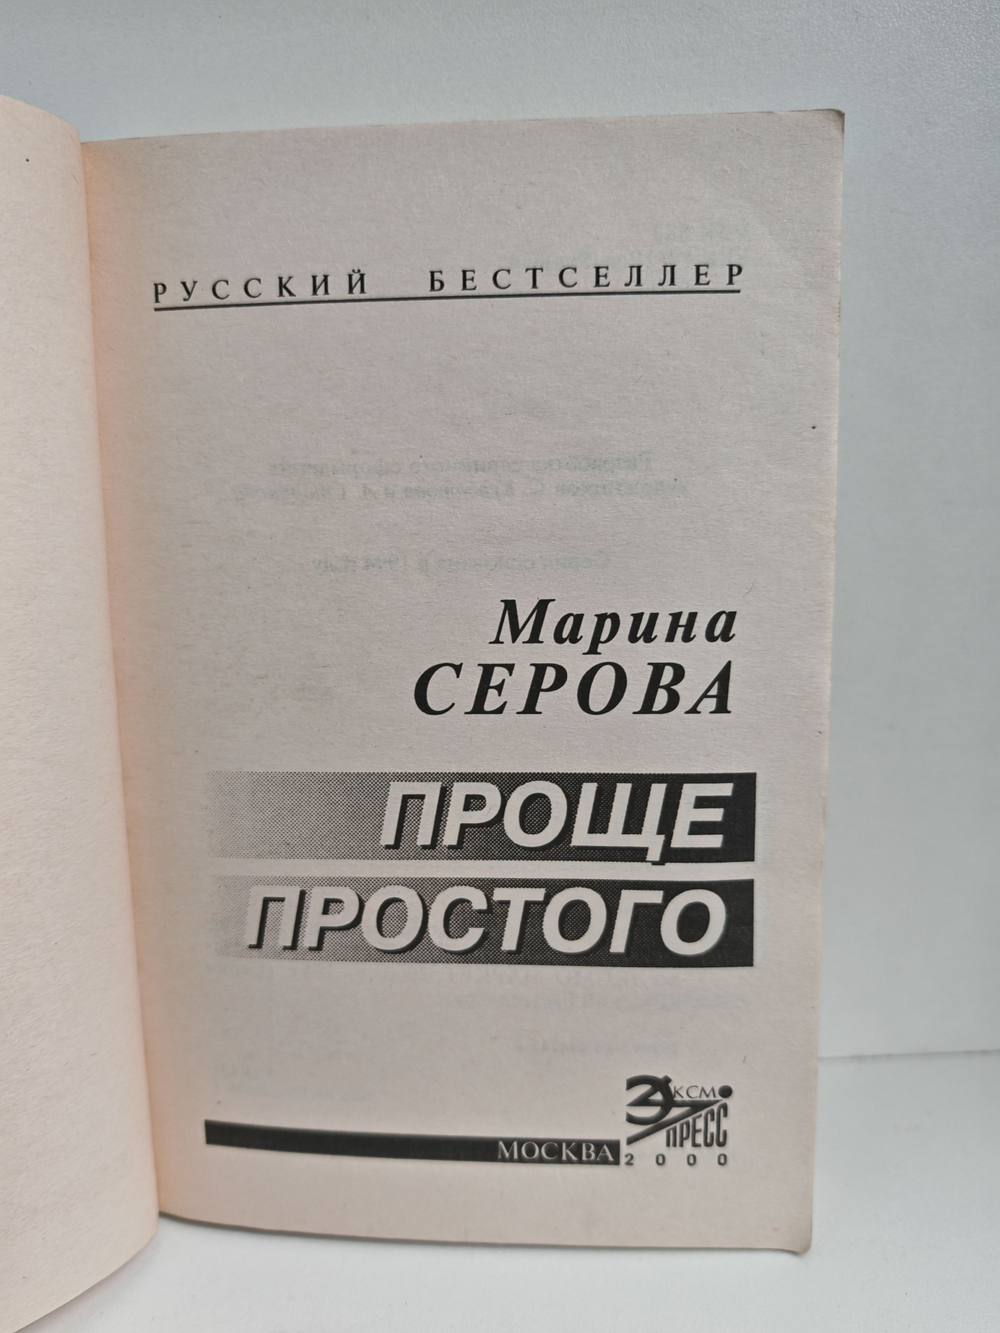 РУССКИЙ БЕСТСЕЛЛЕР
Марина
СЕРОВА
ПРОЩЕ
ПРОСТОГО
ЭКСМО
ПРЕСС
МОСКВА
2000